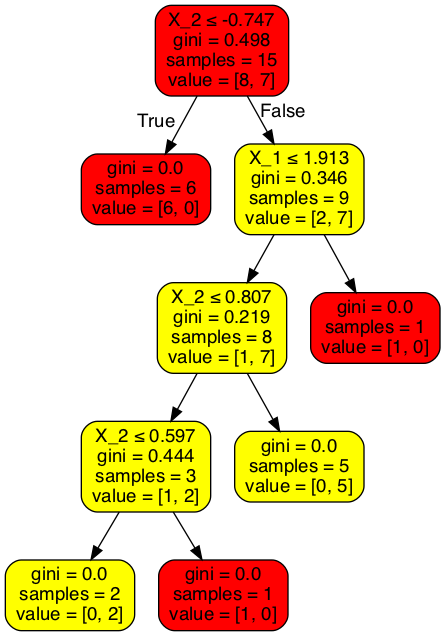 X_2 ≤ -0.747
gini = 0.498
samples = 15
value = [8, 7]
True
False
gini = 0.0
samples = 6
value = [6, 0]
X_1 ≤ 1.913
gini = 0.346
samples = 9
value = [2, 7]
X_2 ≤ 0.807
gini = 0.219
samples = 8
value = [1, 7]
gini = 0.0
samples = 1
value = [1, 0]
X_2 ≤ 0.597
gini = 0.444
samples = 3
value = [1, 2]
gini = 0.0
samples = 5
value = [0, 5]
gini = 0.0
samples = 2
value = [0, 2]
gini = 0.0
samples = 1
value = [1, 0]